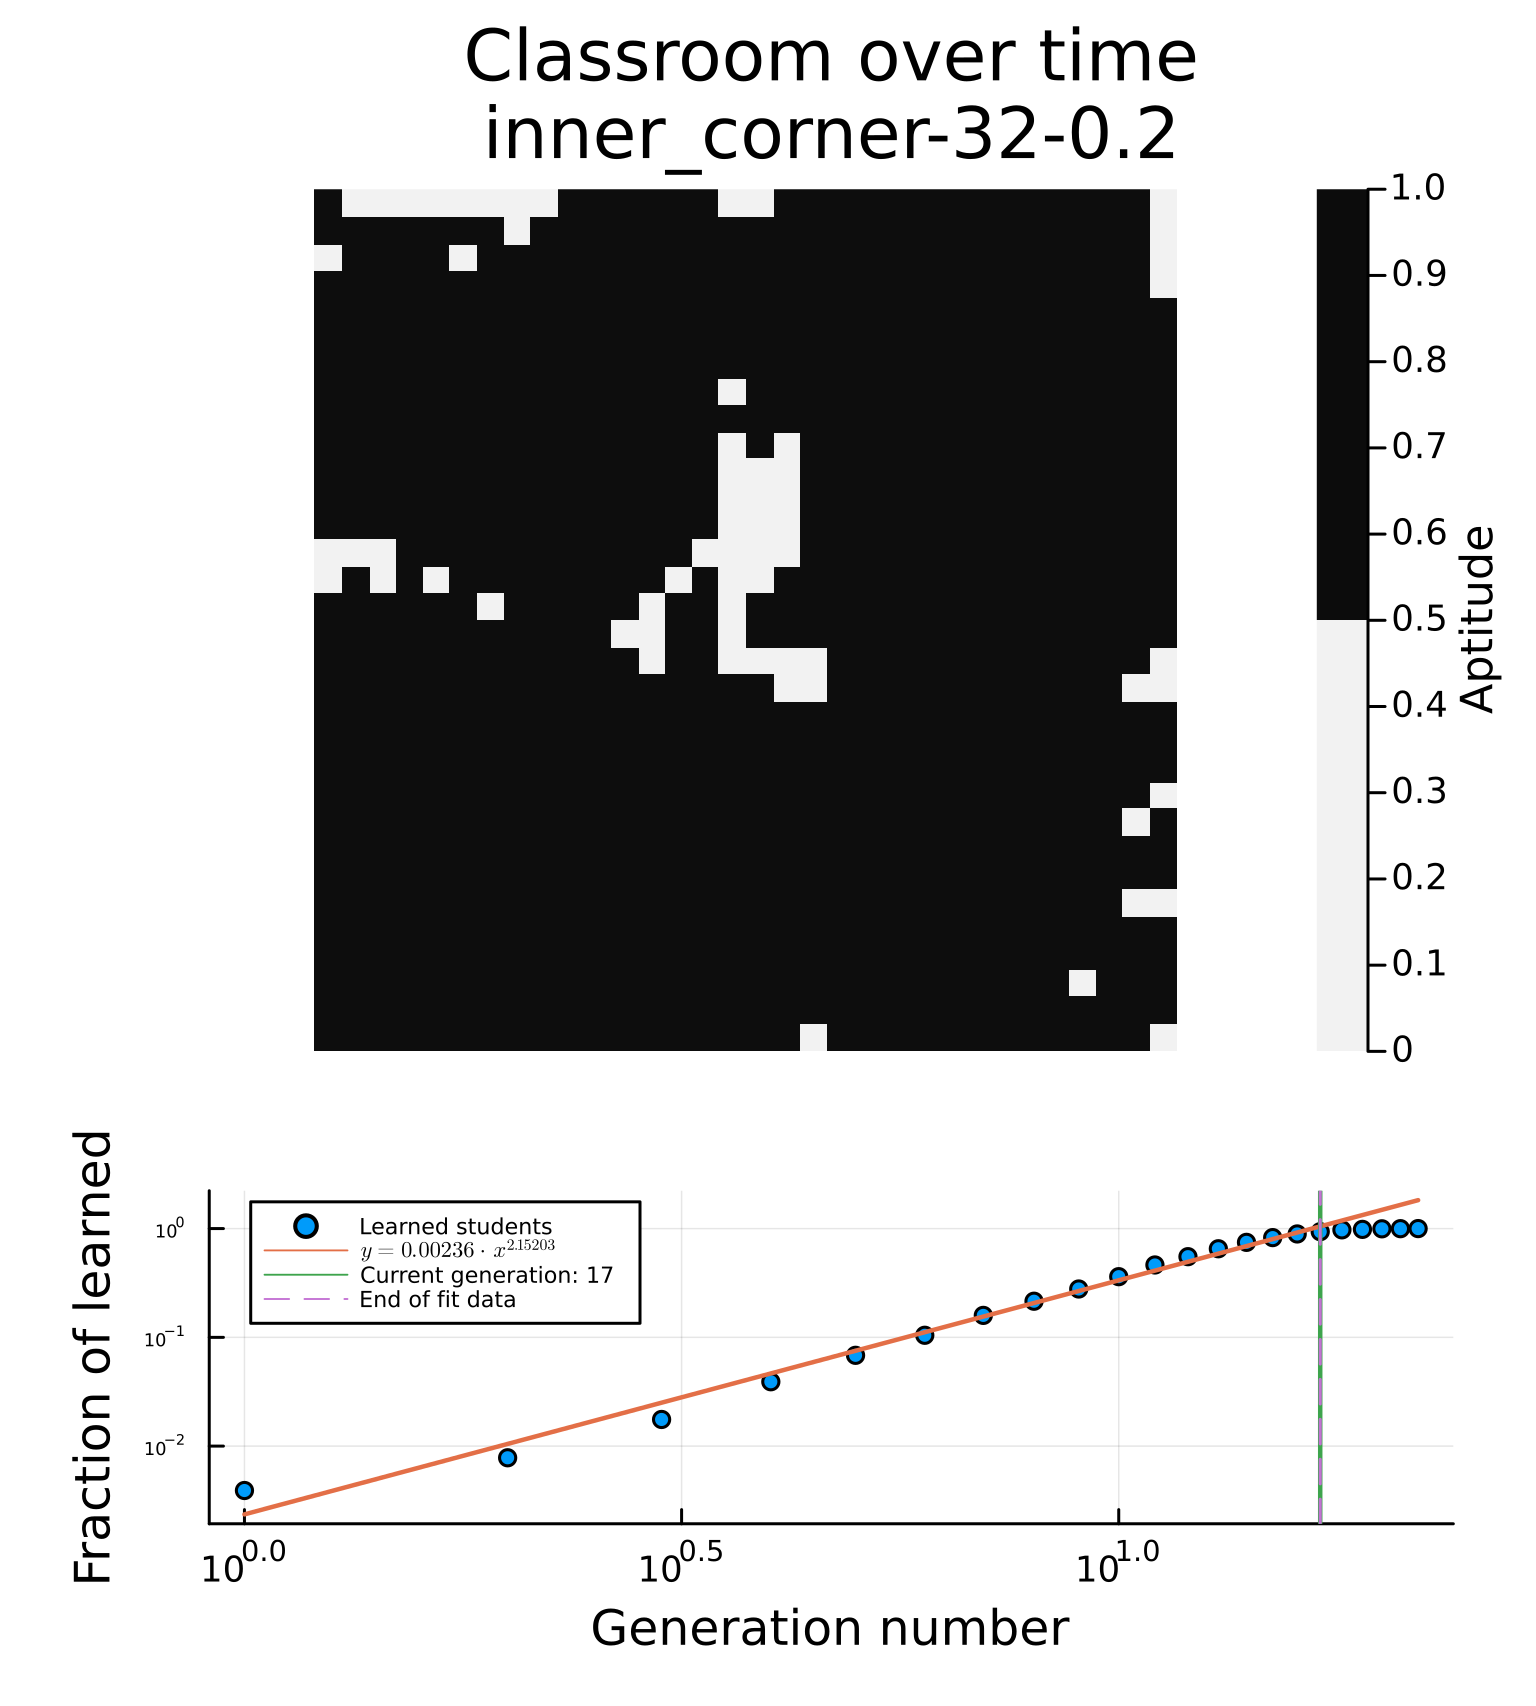 Classroom over time
inner_corner-32-0.2
1.0
0.9
0.8
0.7
0.6
0.5
0.4
0.3
0.2
0.1
0
Aptitude
Fraction of learned
10⁰
10⁻¹
10⁻²
Learned students
y = 0.00236 · x^2.15203
Current generation: 17
End of fit data
10^0.0
10^0.5
10^1.0
Generation number